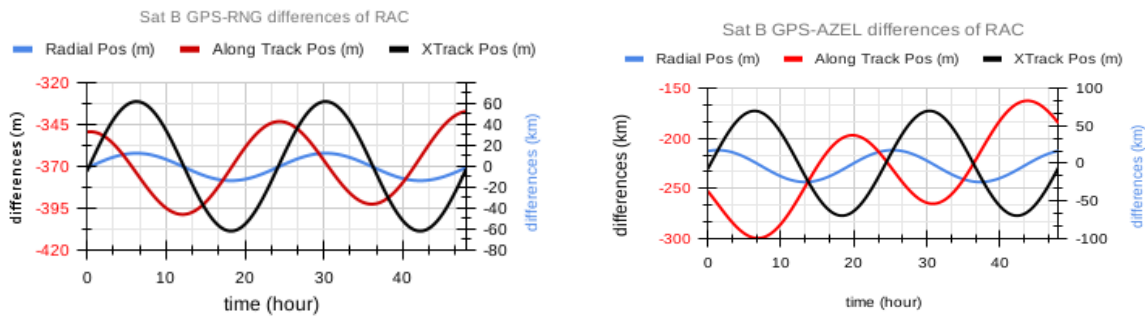 Sat B GPS-RNG differences of RAC
Radial Pos (m) Along Track Pos (m) XTrack Pos (m)
differences (m)
-320
-345
-370
-395
-420
60
40
20
0
-20
-40
-60
-80
differences (km)
0 10 20 30 40
time (hour)
Sat B GPS-AZEL differences of RAC
Radial Pos (m) Along Track Pos (m) XTrack Pos (m)
differences (km)
-150
-200
-250
-300
100
50
0
-50
-100
differences (km)
0 10 20 30 40
time (hour)